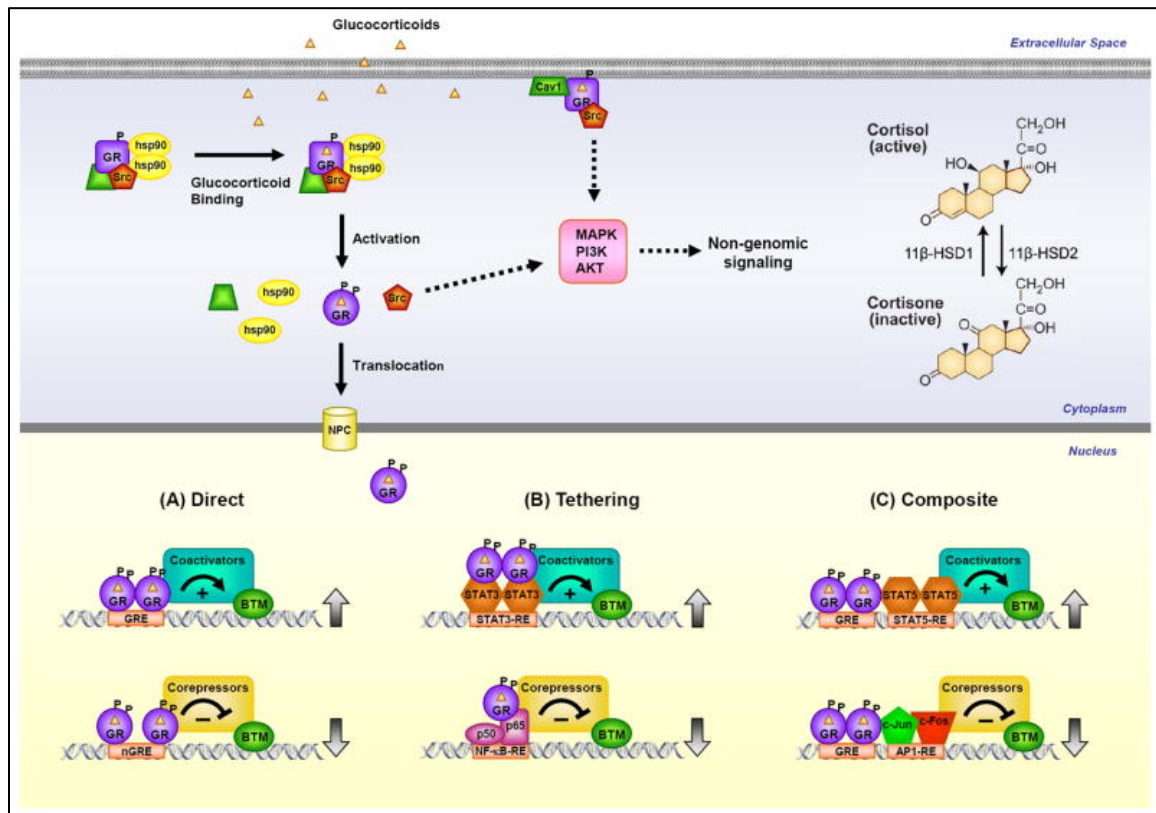 Glucocorticoids
Extracellular Space
P
Cav1
GR
Src
P
GR
hsp90
hsp90
Src
Glucocorticoid
Binding
P
GR
hsp90
hsp90
Src
Cortisol
(active)
CH₂OH
C=O
HO
OH
O
11β-HSD1
11β-HSD2
Cortisone
(inactive)
CH₂OH
C=O
O
OH
O
Activation
MAPK
PI3K
AKT
Non-genomic
signaling
hsp90
hsp90
P P
GR
Src
Translocation
NPC
Cytoplasm
Nucleus
P P
GR
(A) Direct
(B) Tethering
(C) Composite
P P
P P
GR
GR
Coactivators
+
BTM
GRE
P P
P P
GR
GR
STAT3
STAT3
Coactivators
+
BTM
STAT3-RE
P P
P P
GR
GR
STAT5
STAT5
Coactivators
+
BTM
GRE
STAT5-RE
P P
P P
GR
GR
Corepressors
–
BTM
nGRE
P P
GR
p50
p65
Corepressors
–
BTM
NF-κB-RE
P P
P P
GR
GR
c-Jun
c-Fos
Corepressors
–
BTM
GRE
AP1-RE